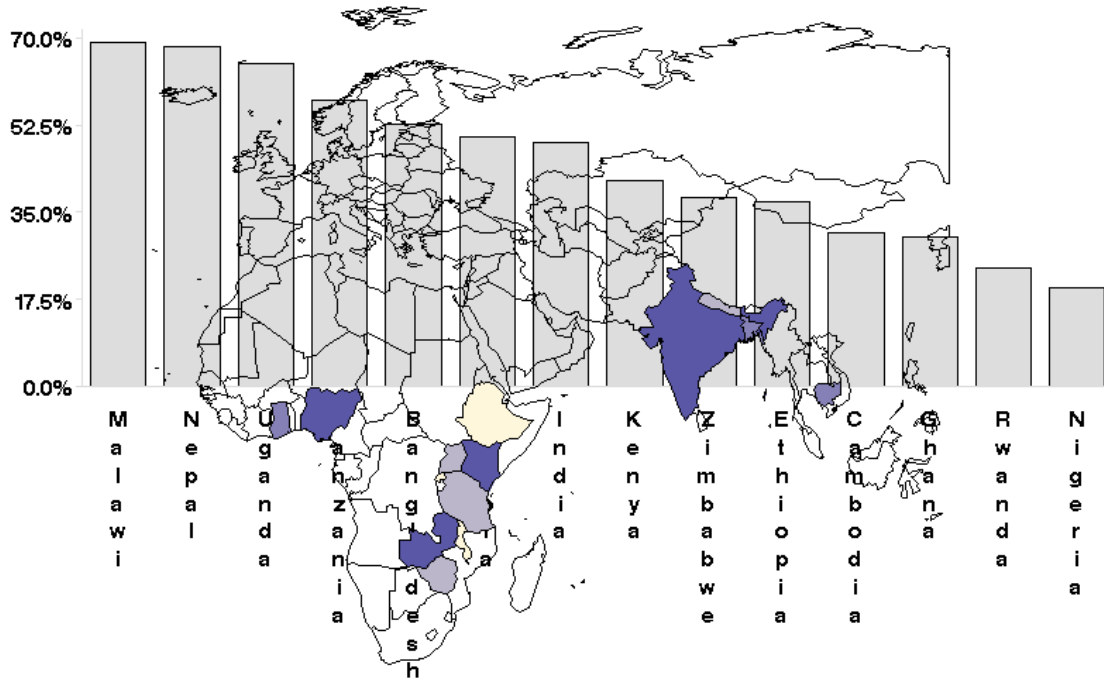 70.0%
52.5%
35.0%
17.5%
0.0%
Malawi
Nepal
Uganda
Tanzania
Bangladesh
India
Kenya
Zimbabwe
Ethiopia
Cambodia
Ghana
Rwanda
Nigeria